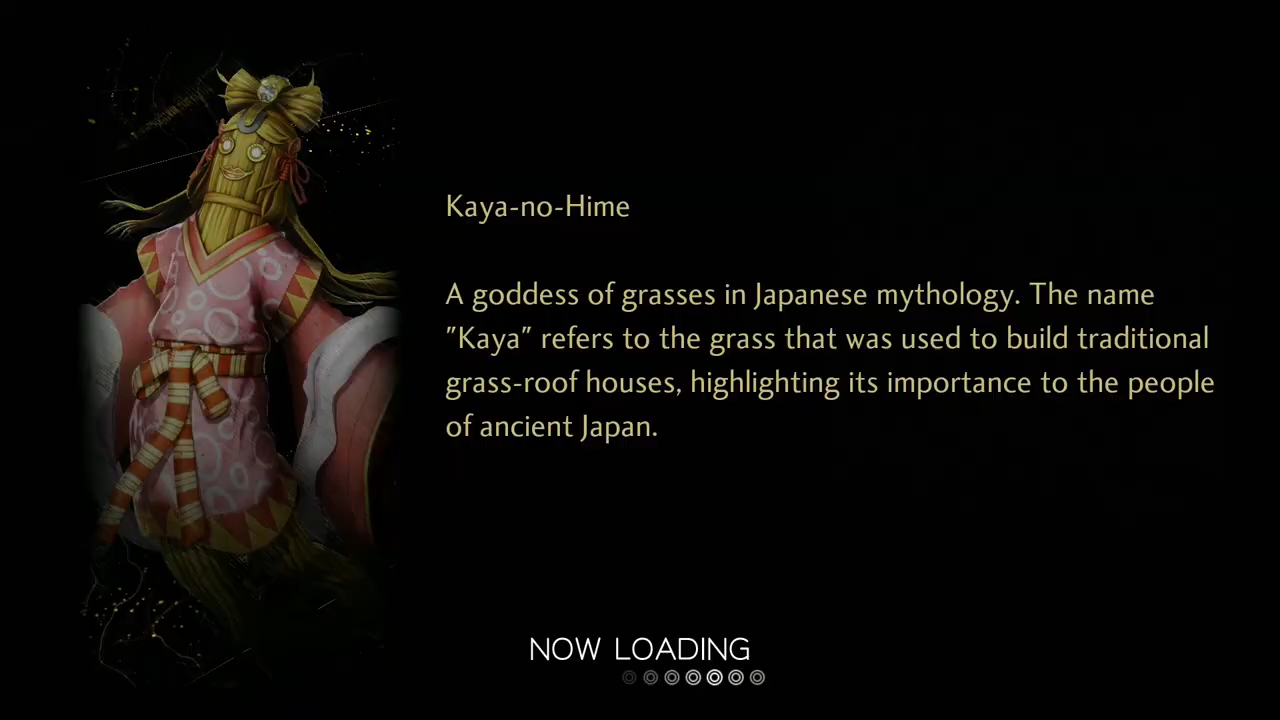 Kaya-no-Hime
A goddess of grasses in Japanese mythology. The name
"Kaya" refers to the grass that was used to build traditional
grass-roof houses, highlighting its importance to the people
of ancient Japan.
NOW LOADING